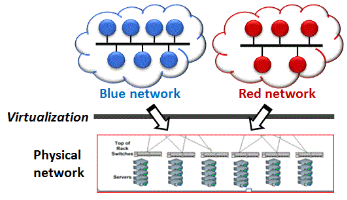 Blue network
Red network
Virtualization
Physical
network
Top of
Rack
Switches
Servers